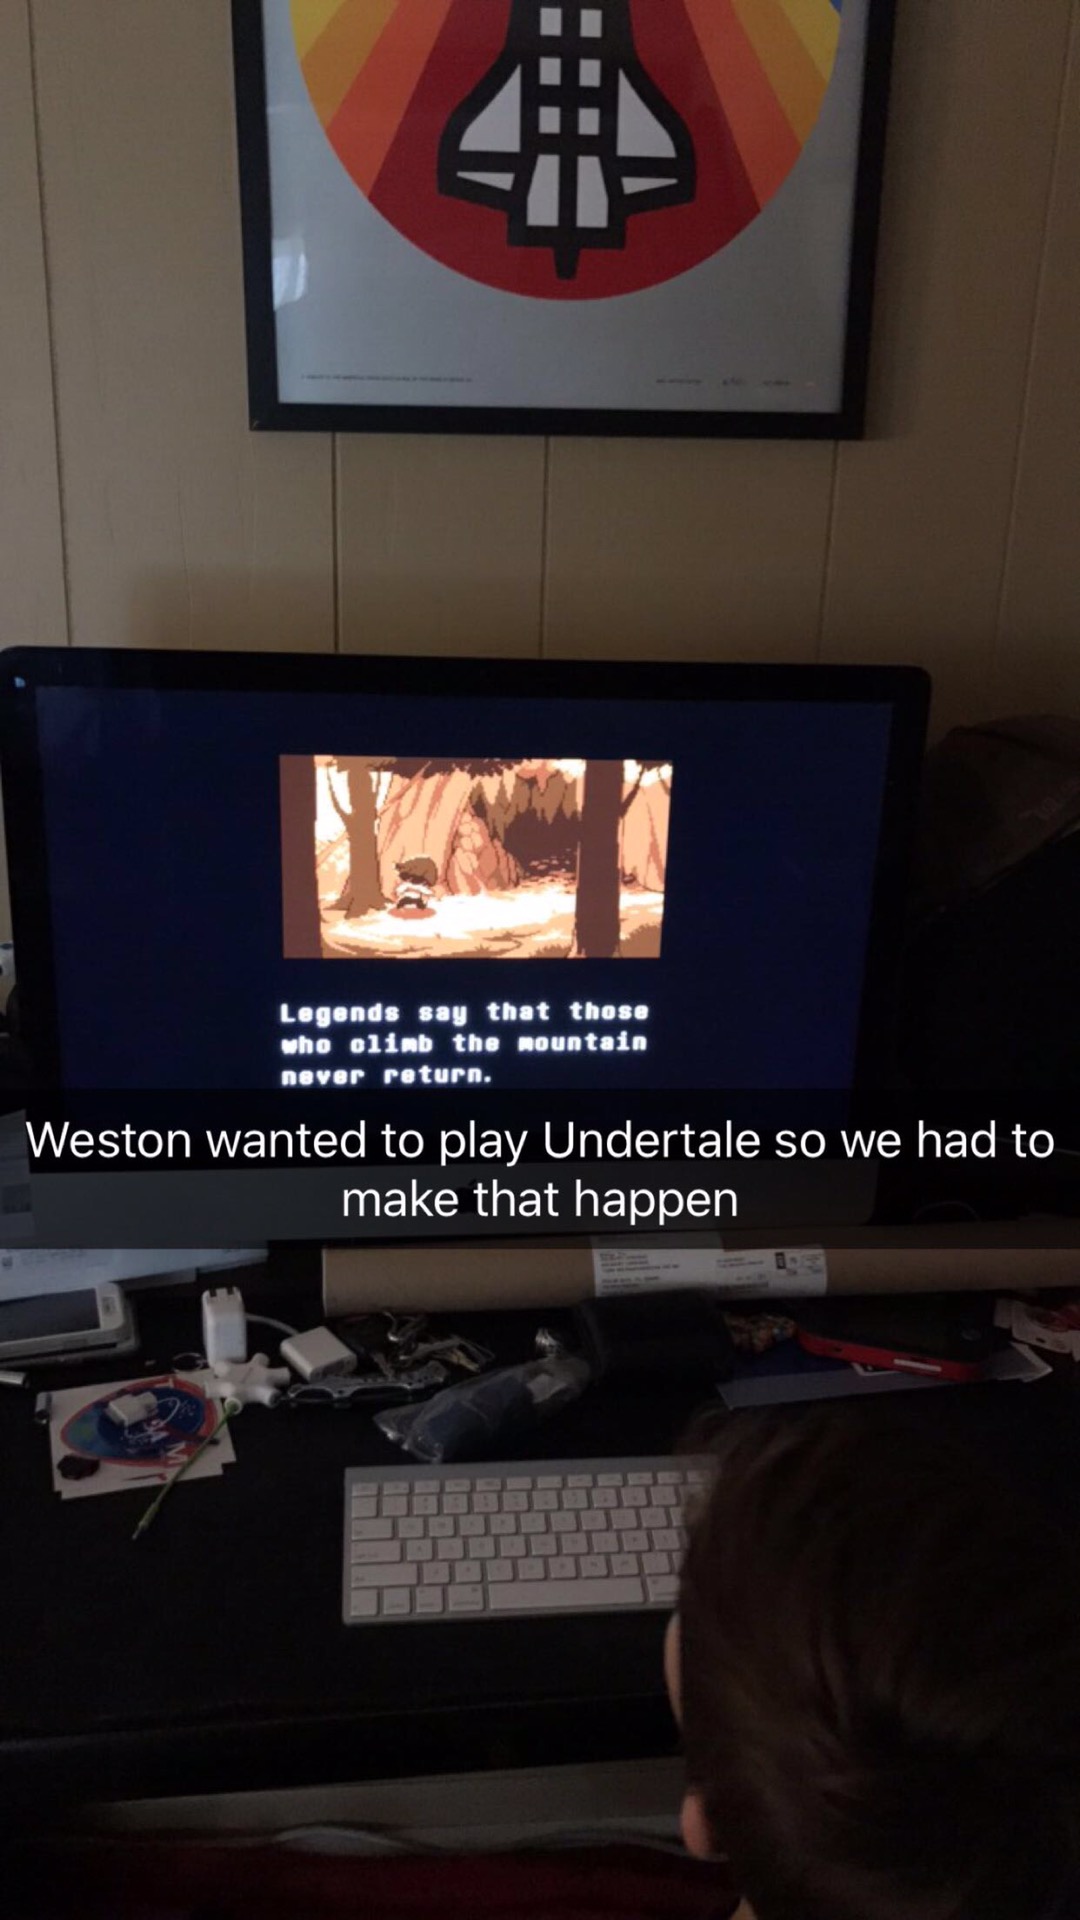 Legends say that those
who climb the mountain
never return.
Weston wanted to play Undertale so we had to
make that happen